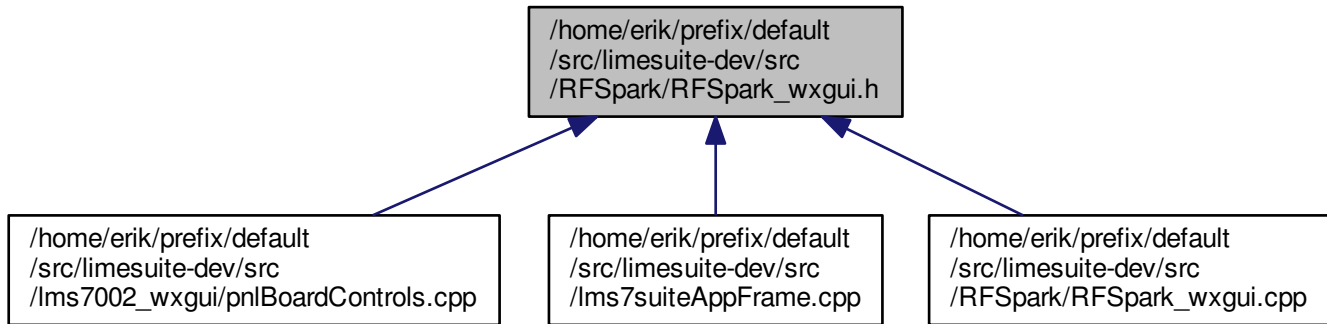 /home/erik/prefix/default
/src/limesuite-dev/src
/RFSpark/RFSpark_wxgui.h
/home/erik/prefix/default
/src/limesuite-dev/src
/lms7002_wxgui/pnlBoardControls.cpp
/home/erik/prefix/default
/src/limesuite-dev/src
/lms7suiteAppFrame.cpp
/home/erik/prefix/default
/src/limesuite-dev/src
/RFSpark/RFSpark_wxgui.cpp